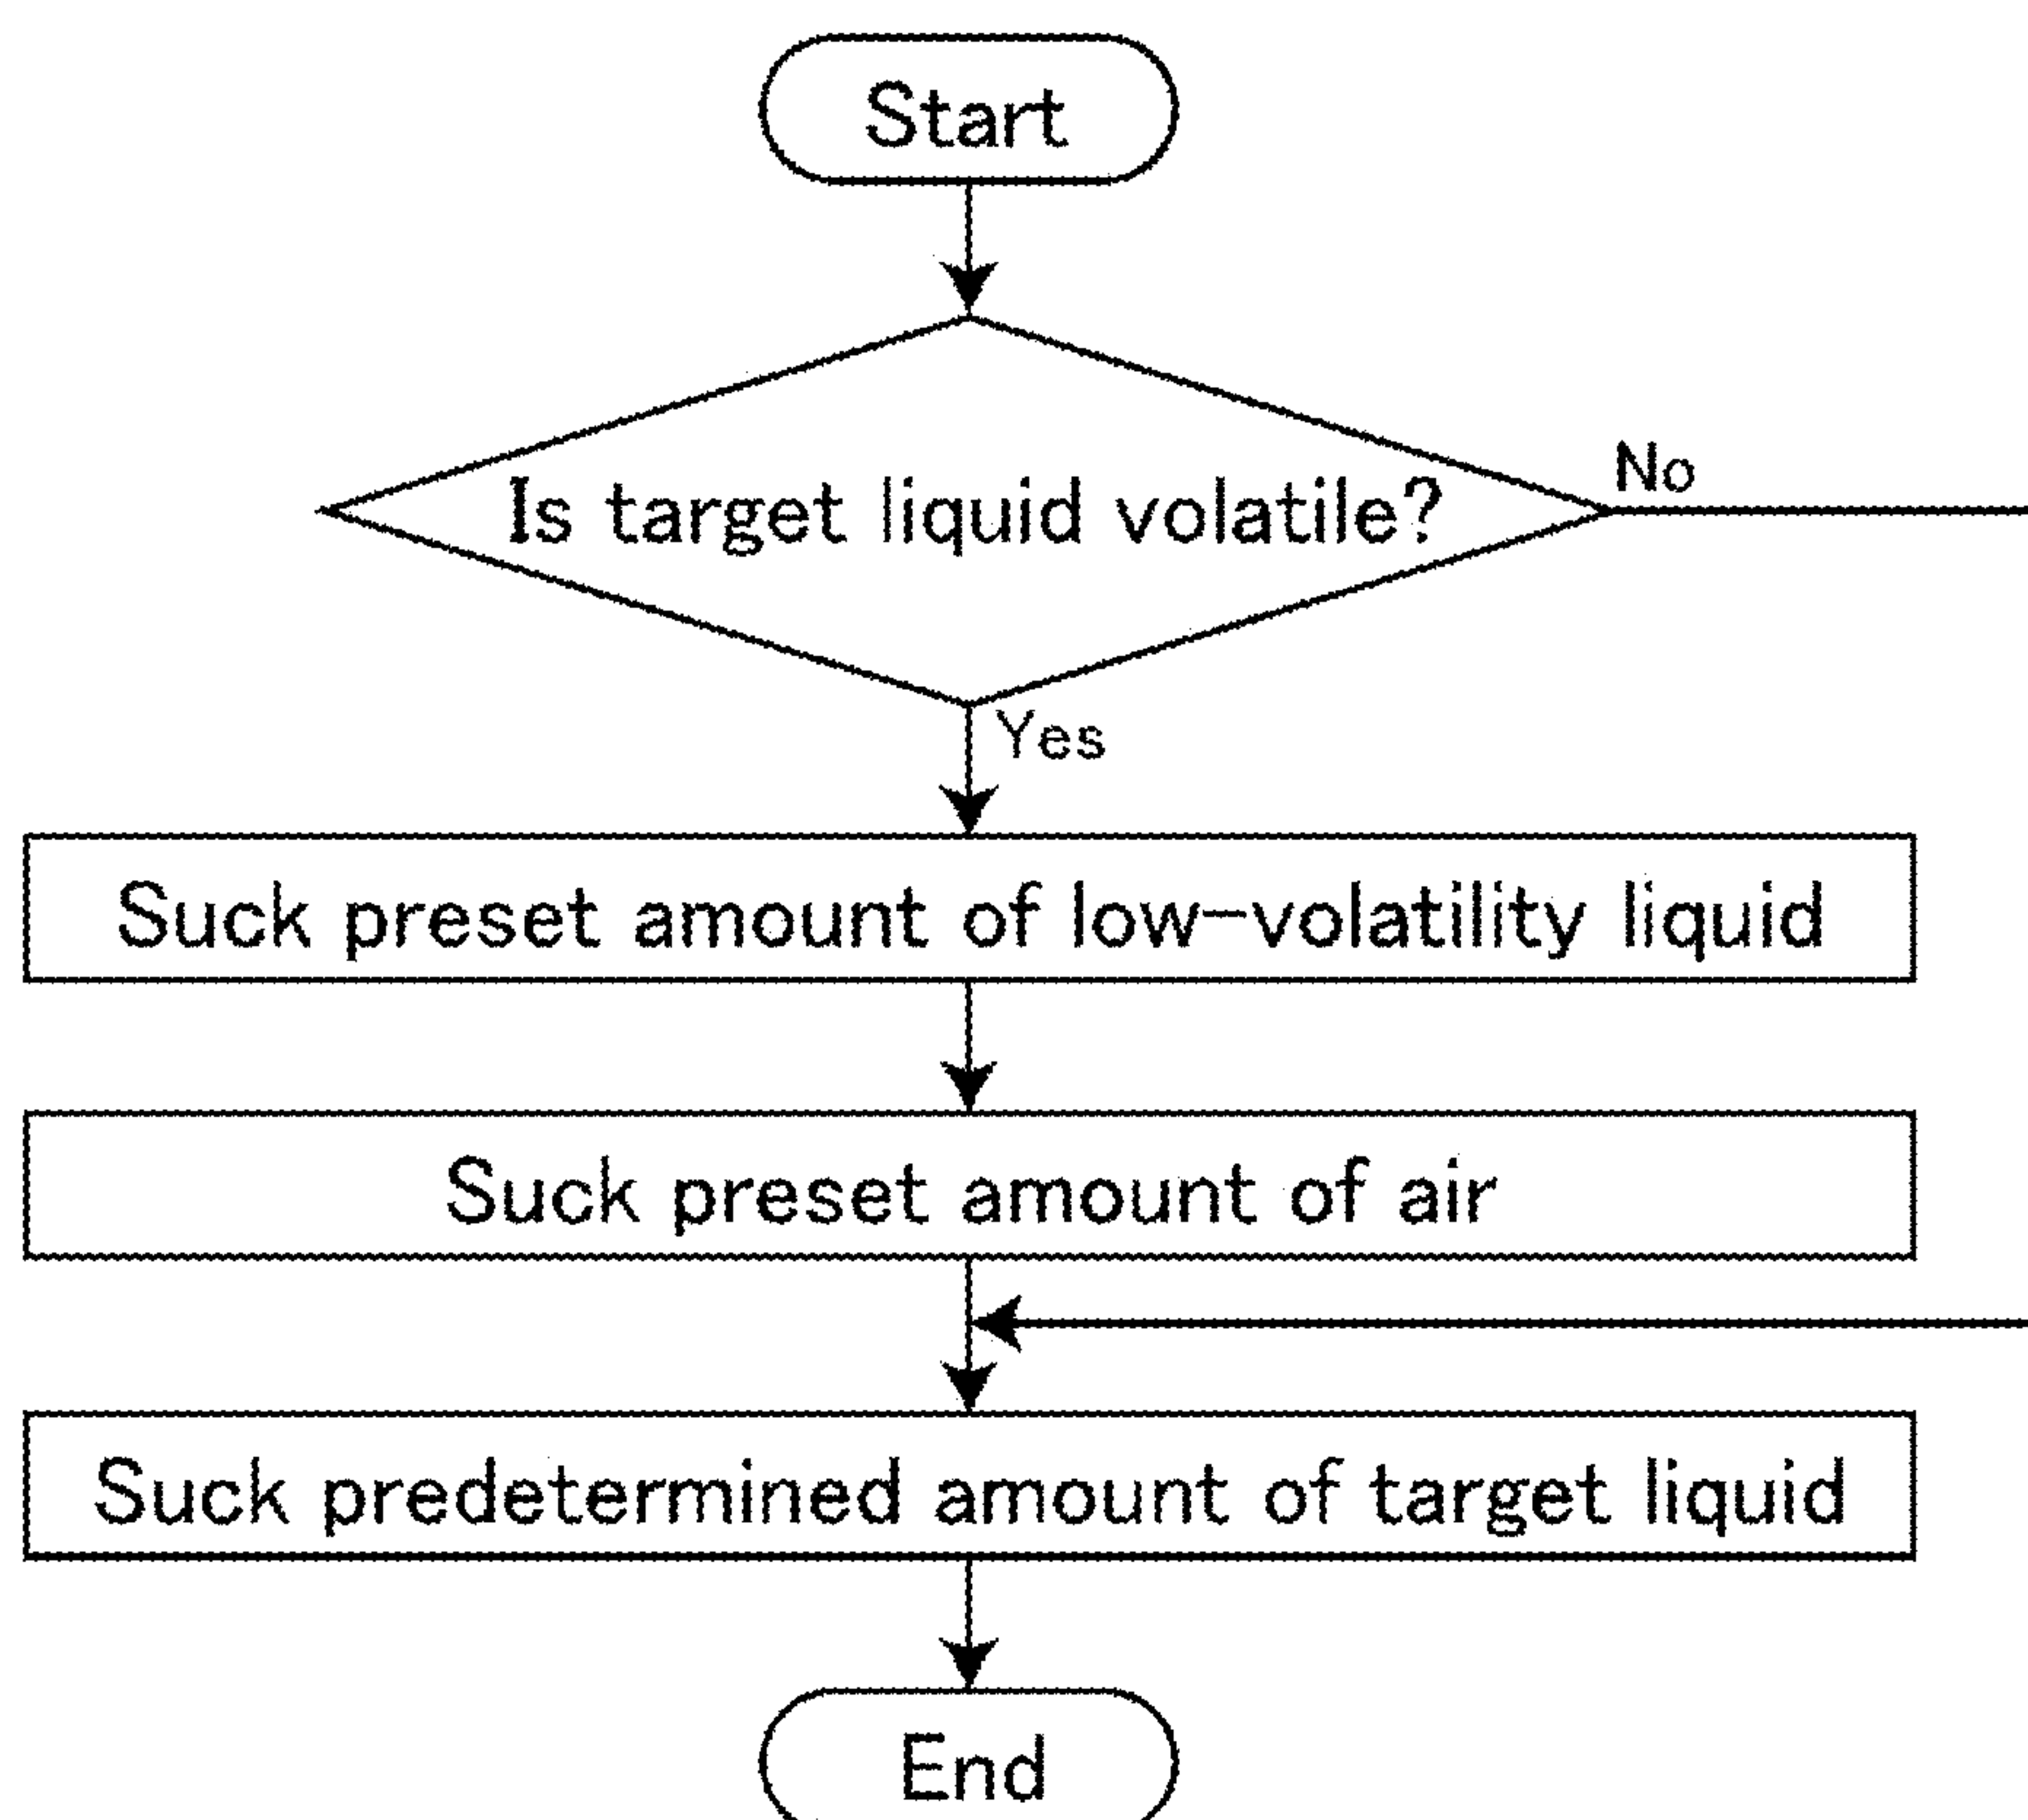 Start
Is target liquid volatile?
No
Yes
Suck preset amount of low-volatility liquid
Suck preset amount of air
Suck predetermined amount of target liquid
End